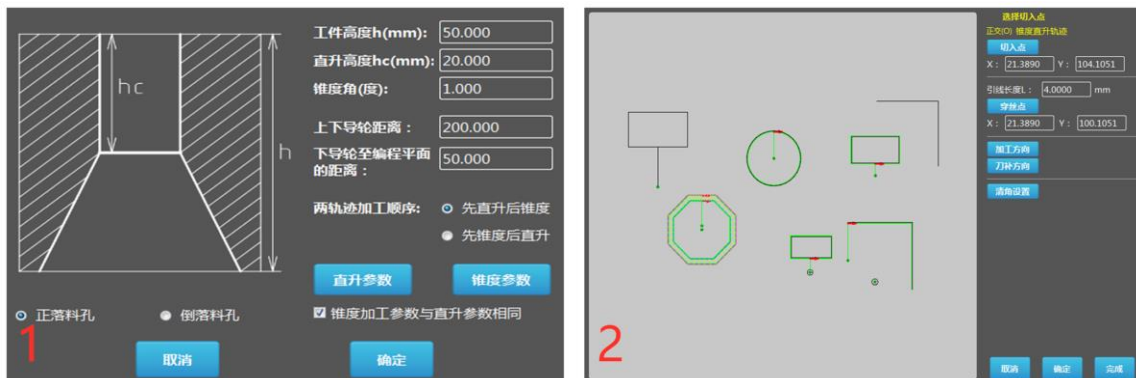 工件高度h(mm): 50.000
直升高度hc(mm): 20.000
锥度角(度): 1.000
上下导轮距离： 200.000
下导轮至编程平面的距离： 50.000
两轨迹加工顺序: 先直升后锥度
先锥度后直升
直升参数 锥度参数
锥度加工参数与直升参数相同
hc
h
正落料孔 倒落料孔
取消 确定
1
选择切入点
正交(O) 锥度直升轨迹
切入点
X： 21.3890 Y： 104.1051
引线长度L： 4.0000 mm
穿丝点
X： 21.3890 Y： 100.1051
加工方向
刀补方向
清角设置
取消 确定 完成
2